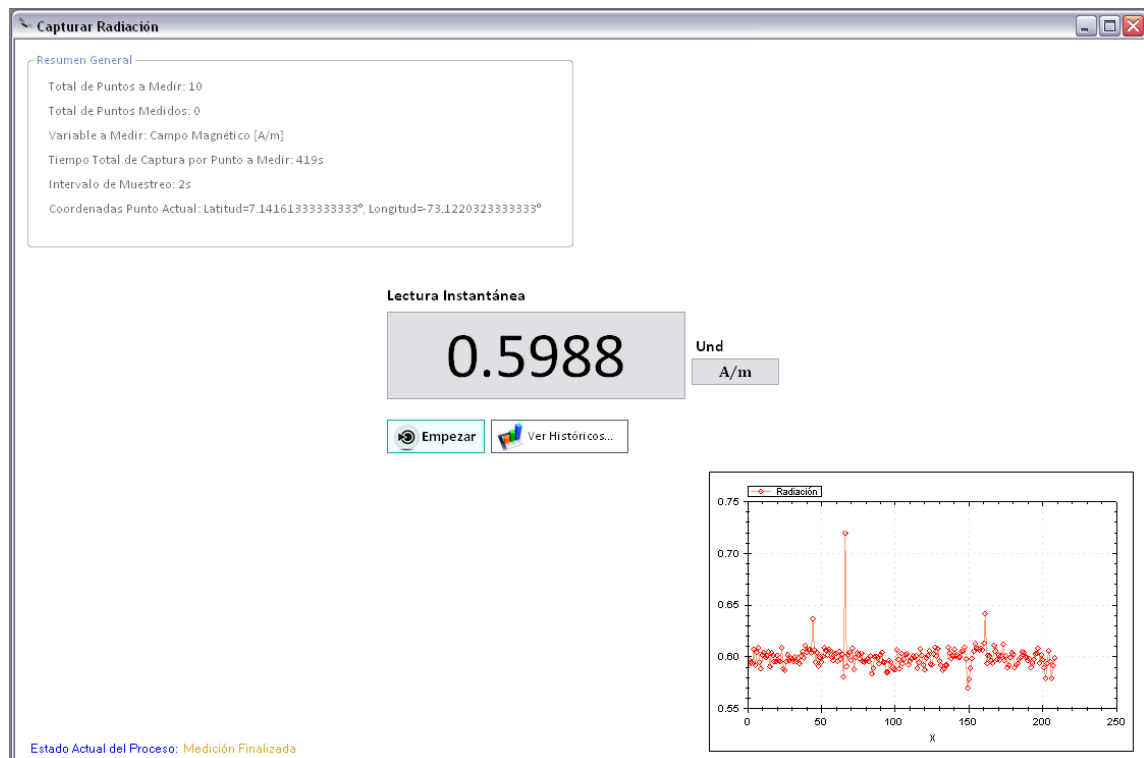 Capturar Radiación
Resumen General
Total de Puntos a Medir: 10
Total de Puntos Medidos: 0
Variable a Medir: Campo Magnético [A/m]
Tiempo Total de Captura por Punto a Medir: 419s
Intervalo de Muestreo: 2s
Coordenadas Punto Actual: Latitud=7.14161333333333º, Longitud=-73.1220323333333º
Lectura Instantánea
0.5988
Und
A/m
Empezar
Ver Históricos...
Radiación
0.75
0.70
0.65
0.60
0.55
0 50 100 150 200 250
X
Estado Actual del Proceso: Medición Finalizada